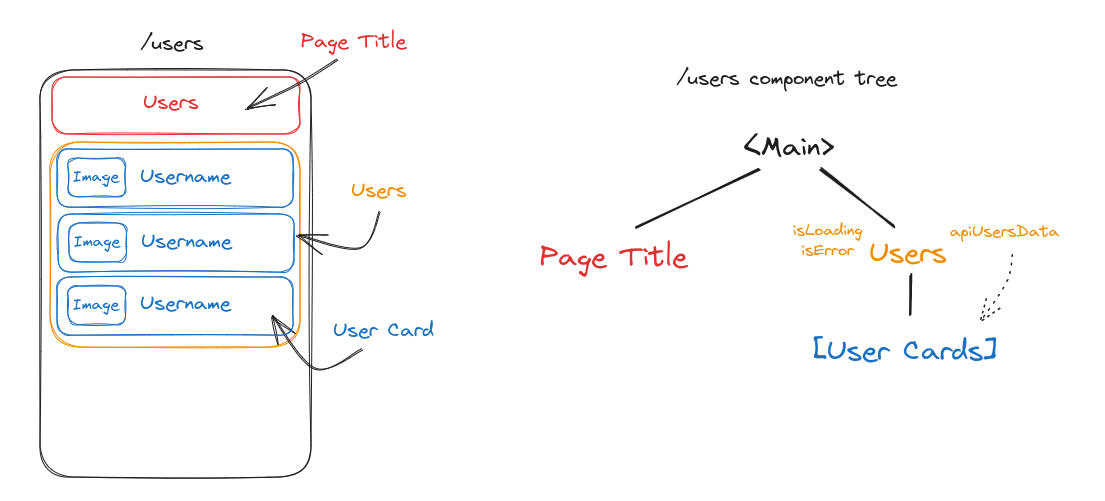 /users
Page Title
Users
Image
Username
Users
Image
Username
Image
Username
User Card
/users component tree
<Main>
Page Title
isLoading
isError
Users
apiUsersData
[User Cards]